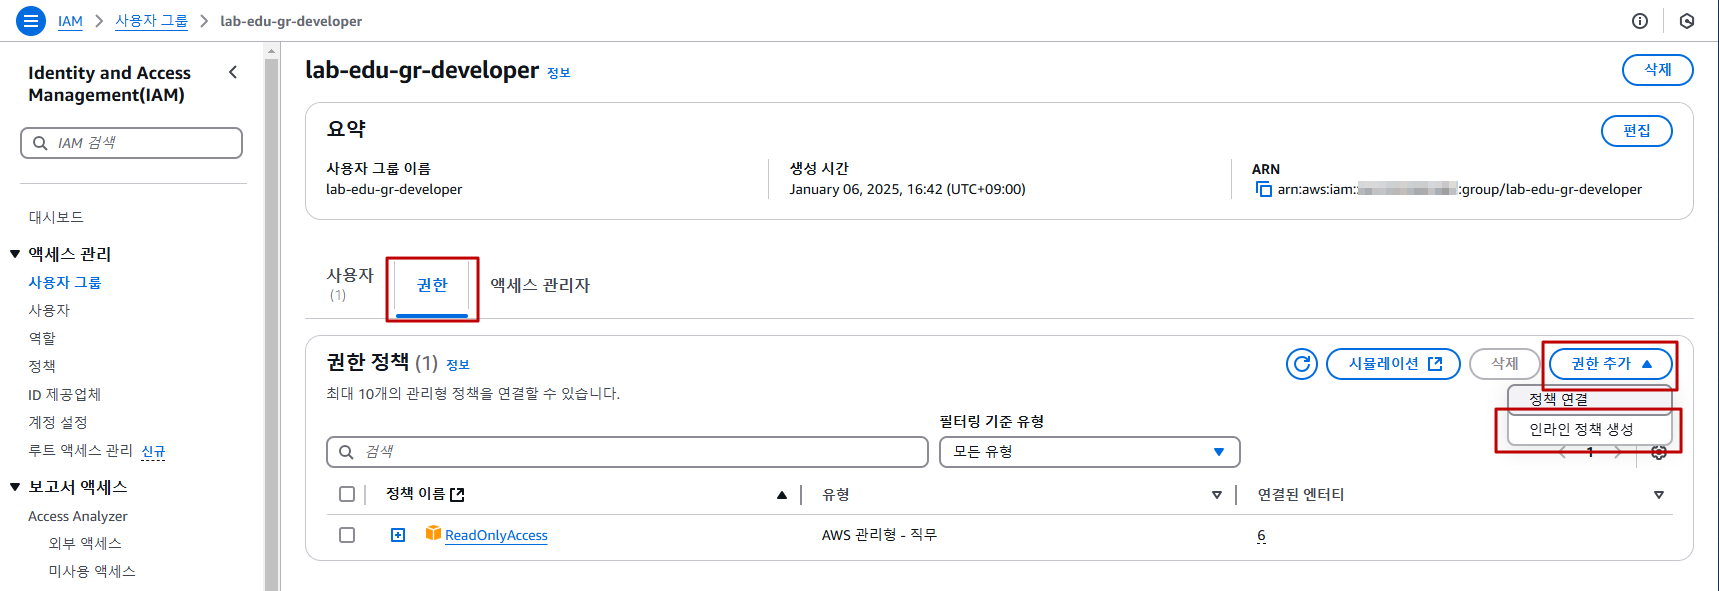 IAM > 사용자 그룹 > lab-edu-gr-developer
Identity and Access Management(IAM)
IAM 검색
대시보드
액세스 관리
사용자 그룹
사용자
역할
정책
ID 제공업체
계정 설정
루트 액세스 관리 신규
보고서 액세스
Access Analyzer
외부 액세스
미사용 액세스
lab-edu-gr-developer 정보
삭제
요약
편집
사용자 그룹 이름
lab-edu-gr-developer
생성 시간
January 06, 2025, 16:42 (UTC+09:00)
ARN
arn:aws:iam::
:group/lab-edu-gr-developer
사용자
(1)
권한
액세스 관리자
권한 정책 (1) 정보
시뮬레이션
삭제
권한 추가
최대 10개의 관리형 정책을 연결할 수 있습니다.
정책 연결
인라인 정책 생성
필터링 기준 유형
검색
모든 유형
1
정책 이름
유형
연결된 엔터티
ReadOnlyAccess
AWS 관리형 - 직무
6